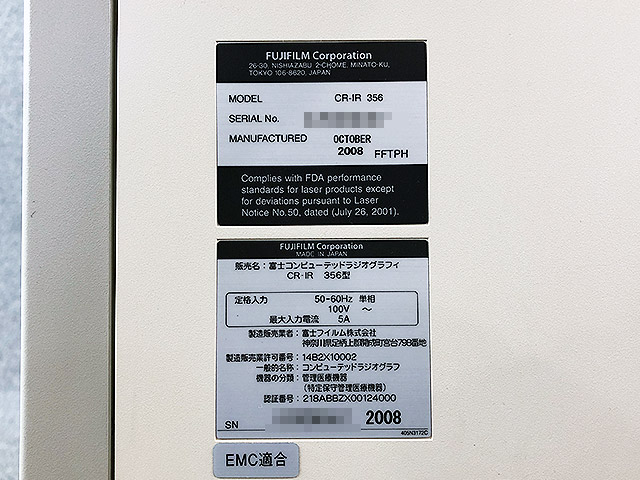 FUJIFILM Corporation
26-30, NISHIAZABU, 2-CHOME, MINATO-KU,
TOKYO 106-8620, JAPAN
MODEL CR-IR 356
SERIAL No.
MANUFACTURED OCTOBER
2008 FFTPH
Complies with FDA performance
standards for laser products except
for deviations pursuant to Laser
Notice No.50, dated (July 26, 2001).
FUJIFILM Corporation
MADE IN JAPAN
販売名：富士コンピューテッドラジオグラフィ
CR-IR 356型
定格入力 50-60Hz 単相
100V ～
最大入力電流 5A
製造販売業者：富士フイルム株式会社
神奈川県足柄上郡開成町宮台798番地
製造販売業許可番号：14B2X10002
一般的名称：コンピューテッドラジオグラフ
機器の分類：管理医療機器
（特定保守管理医療機器）
認証番号：218ABBZX00124000
SN 2008
405N3172C
EMC適合